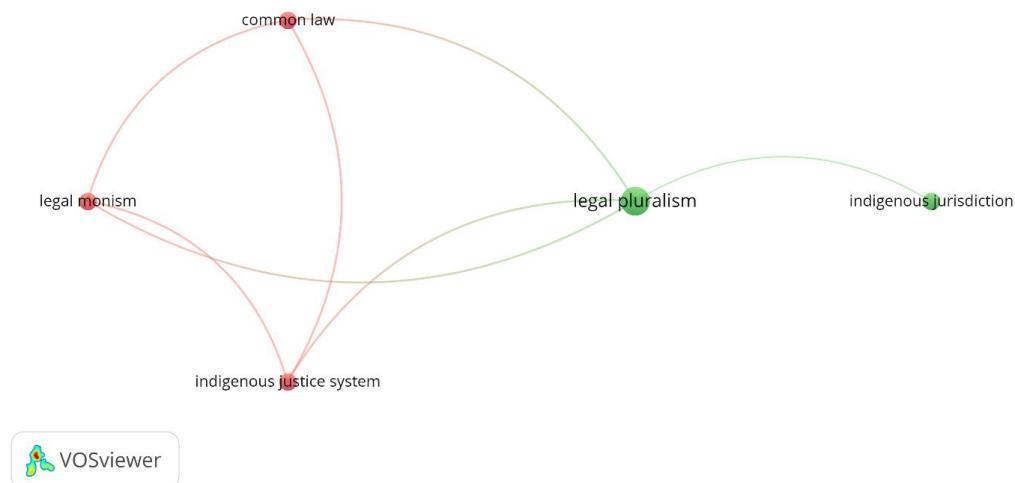 common law
legal monism
legal pluralism
indigenous jurisdiction
indigenous justice system
VOSviewer